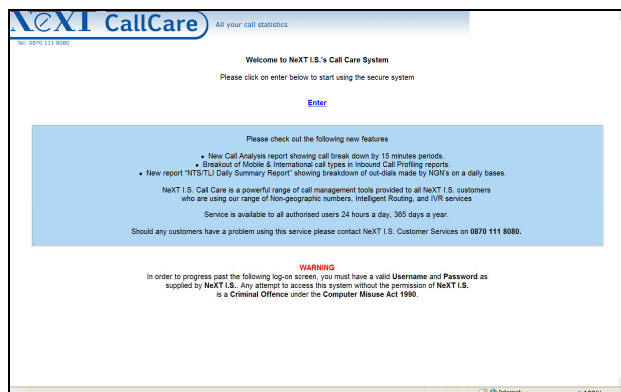 NeXT CallCare All your call statistics
Tel: 0870 111 8080
Welcome to NeXT I.S.'s Call Care System
Please click on enter below to start using the secure system
Enter
Please check out the following new features
• New Call Analysis report showing call break down by 15 minutes periods.
• Breakout of Mobile & International call types in Inbound Call Profiling reports.
• New report "NTS/TLI Daily Summary Report" showing breakdown of out-dials made by NGN's on a daily bases.
NeXT I.S. Call Care is a powerful range of call management tools provided to all NeXT I.S. customers
who are using our range of Non-geographic numbers, Intelligent Routing, and IVR services
Service is available to all authorised users 24 hours a day, 365 days a year.
Should any customers have a problem using this service please contact NeXT I.S. Customer Services on 0870 111 8080.
WARNING
In order to progress past the following log-on screen, you must have a valid Username and Password as
supplied by NeXT I.S.. Any attempt to access this system without the permission of NeXT I.S.
is a Criminal Offence under the Computer Misuse Act 1990.
Internet